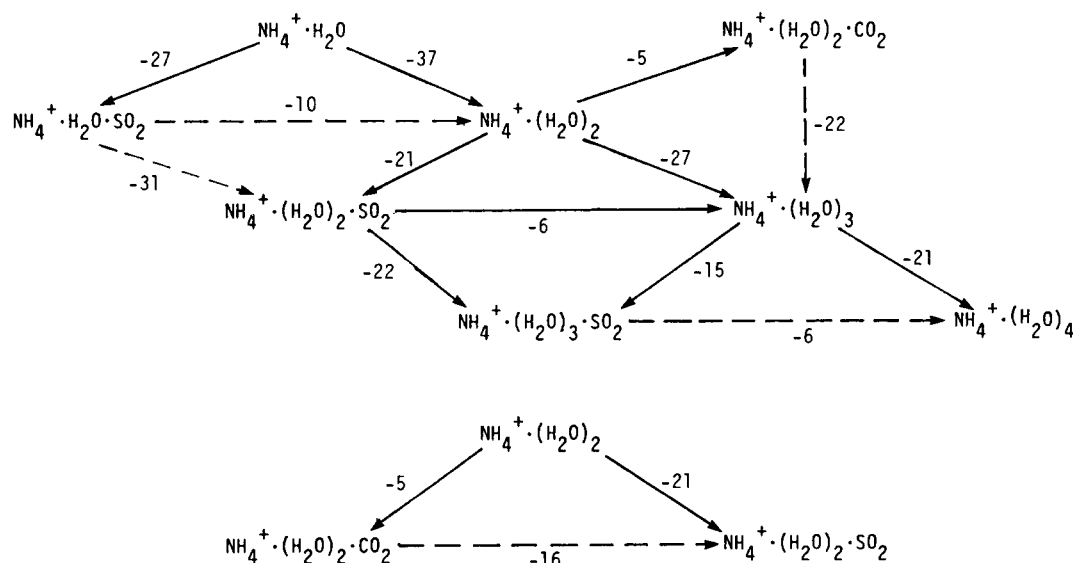 NH₄⁺·H₂O
NH₄⁺·(H₂O)₂·CO₂
-27
-37
-5
NH₄⁺·H₂O·SO₂
-10
NH₄⁺·(H₂O)₂
-22
-31
-21
-27
NH₄⁺·(H₂O)₂·SO₂
-6
NH₄⁺·(H₂O)₃
-22
-15
-21
NH₄⁺·(H₂O)₃·SO₂
-6
NH₄⁺·(H₂O)₄
NH₄⁺·(H₂O)₂
-5
-21
NH₄⁺·(H₂O)₂·CO₂
-16
NH₄⁺·(H₂O)₂·SO₂